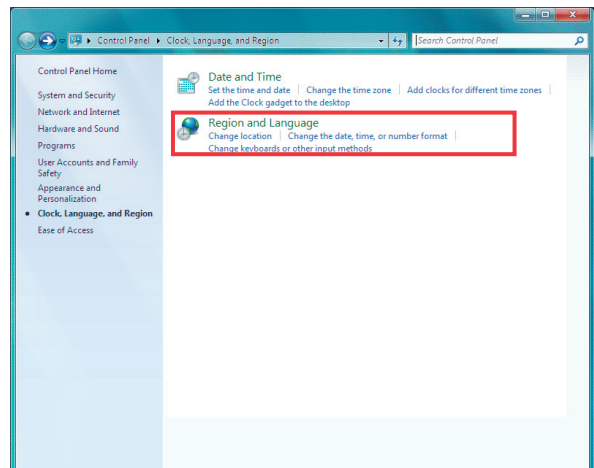 Control Panel Clock, Language, and Region Search Control Panel
Control Panel Home
System and Security
Network and Internet
Hardware and Sound
Programs
User Accounts and Family
Safety
Appearance and
Personalization
Clock, Language, and Region
Ease of Access
Date and Time
Set the time and date Change the time zone Add clocks for different time zones
Add the Clock gadget to the desktop
Region and Language
Change location Change the date, time, or number format
Change keyboards or other input methods